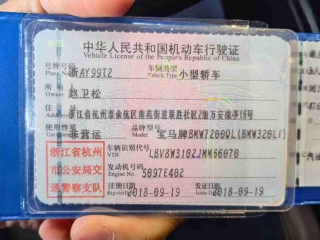 中华人民共和国机动车行驶证
Vehicle License of the People's Republic of China
号牌号码 浙AY99T2 车辆类型 小型轿车
Plate No. Vehicle Type
所有人 赵卫松
Owner
住址 浙江省杭州市余杭区南苑街道
Address
使用性质 非营运 品牌型号 宝马牌BMW7200QL(BMW320Li)
浙江省杭州
市公安局交
通警察支队
车辆识别代号 LBV8W3102JMM66070
VIN
发动机号码 5097E402
Engine No.
注册日期 2018-09-19 发证日期 2018-09-19
Register Date Issue Date